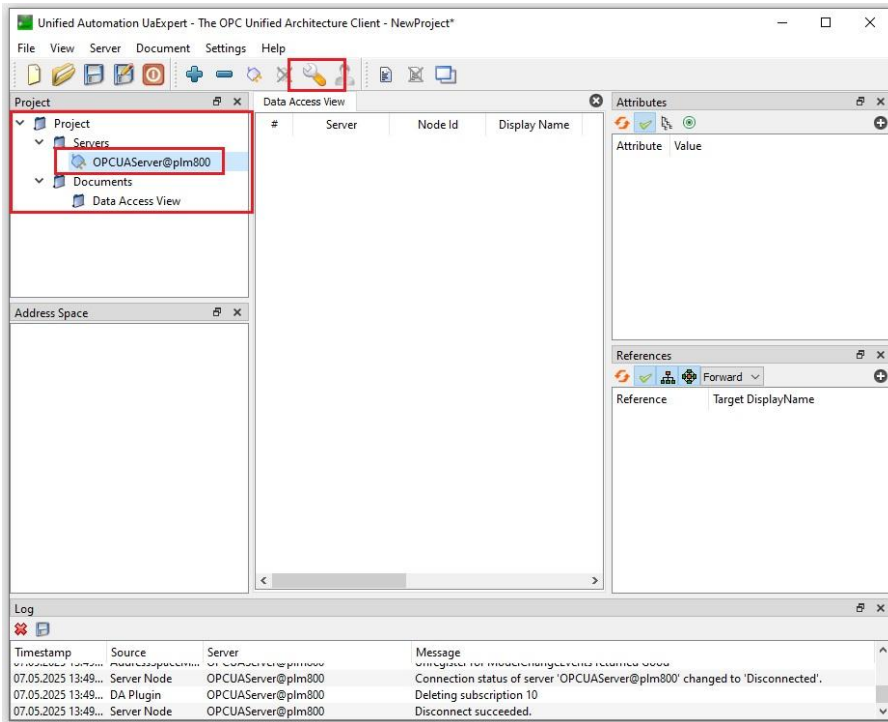 Unified Automation UaExpert - The OPC Unified Architecture Client - NewProject*
File View Server Document Settings Help
Project
Project
Servers
OPCUAServer@plm800
Documents
Data Access View
Address Space
Data Access View
# Server Node Id Display Name
Attributes
Attribute Value
References
Forward
Reference Target DisplayName
Log
Timestamp Source Server Message
07.05.2025 13:49... Server Node OPCUAServer@plm800 Connection status of server 'OPCUAServer@plm800' changed to 'Disconnected'.
07.05.2025 13:49... DA Plugin OPCUAServer@plm800 Deleting subscription 10
07.05.2025 13:49... Server Node OPCUAServer@plm800 Disconnect succeeded.